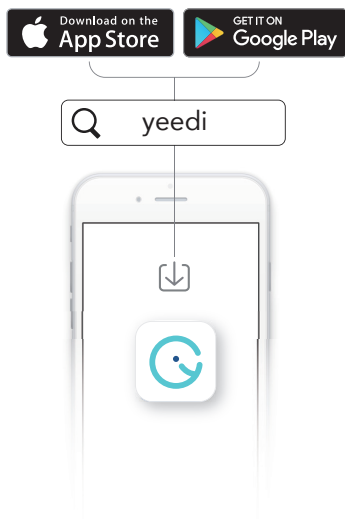 Download on the
App Store
GET IT ON
Google Play
yeedi